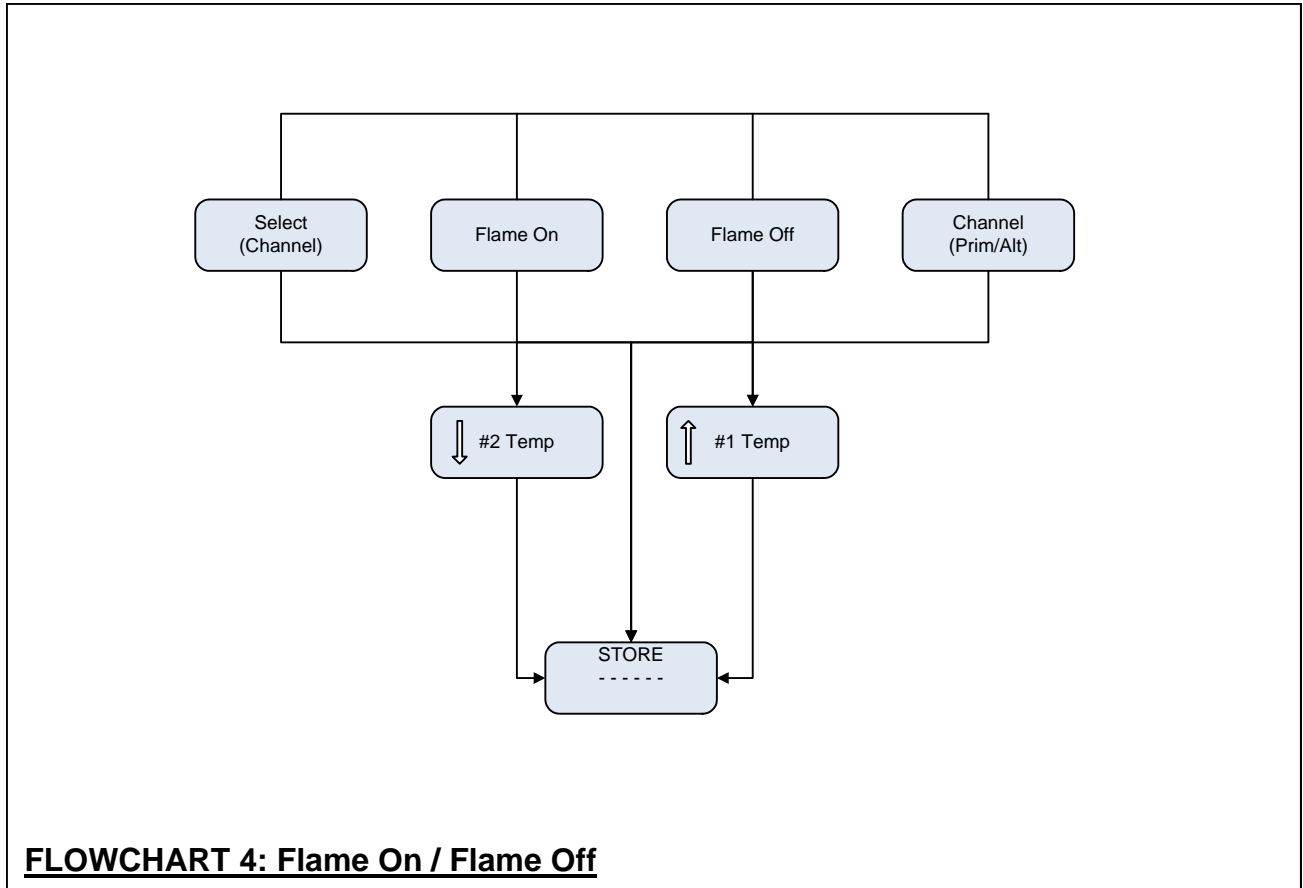 Select
(Channel)
Flame On
Flame Off
Channel
(Prim/Alt)
#2 Temp
#1 Temp
STORE
- - - - - -
FLOWCHART 4: Flame On / Flame Off